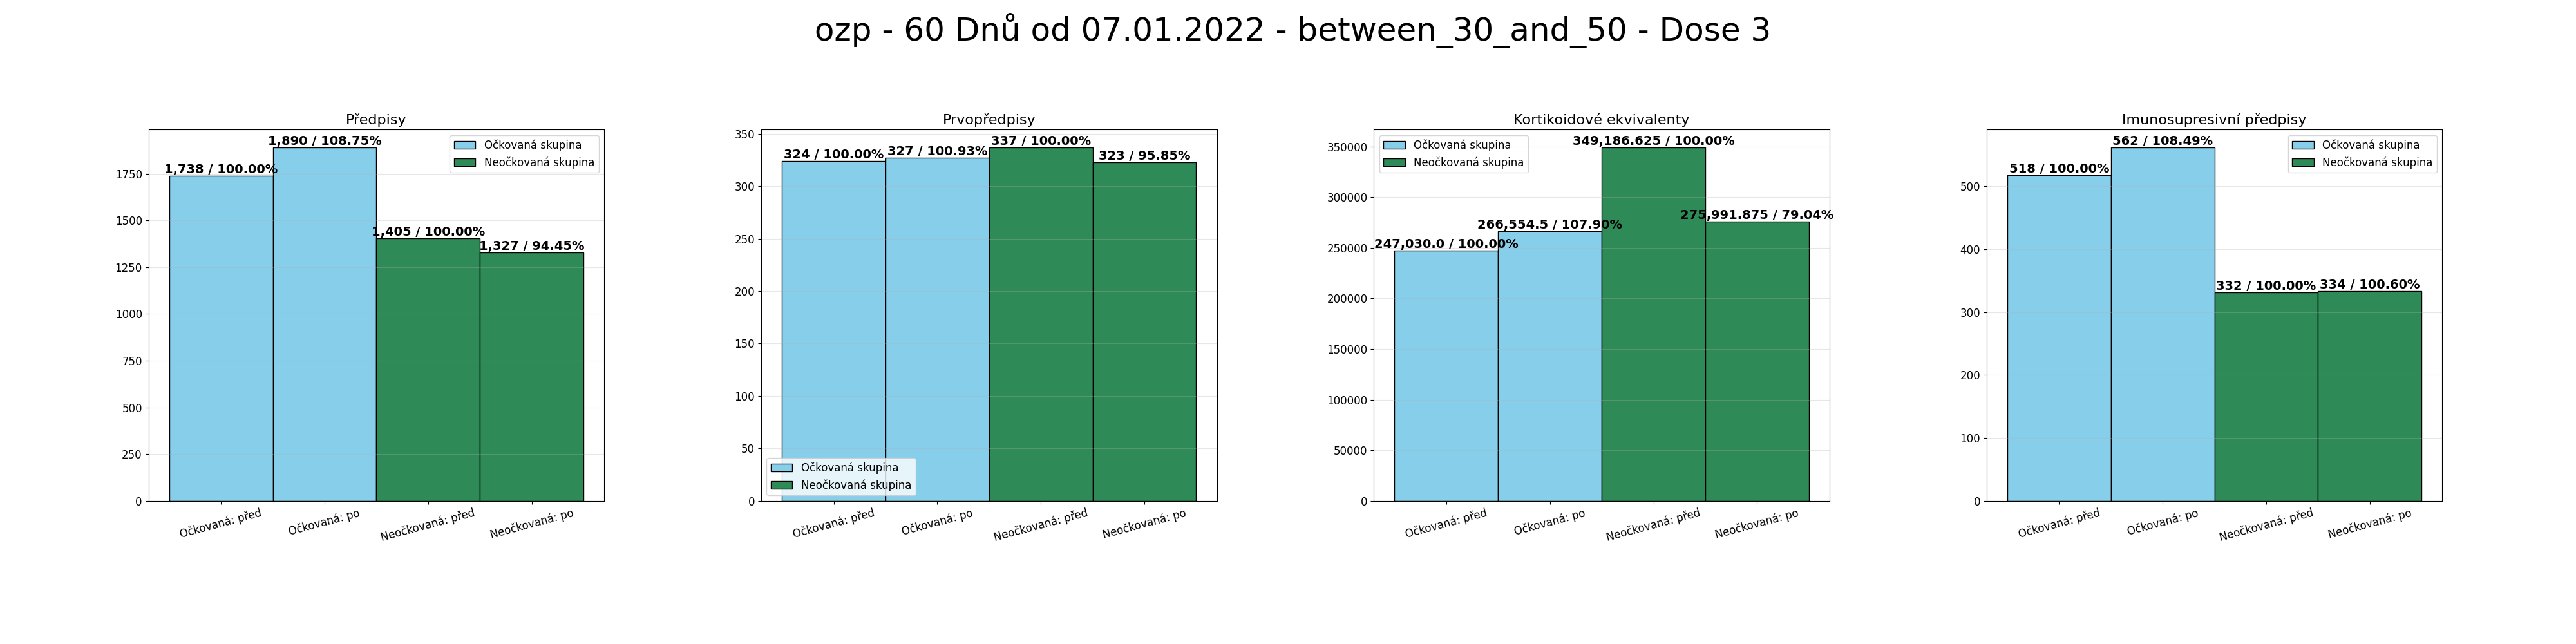 ozp - 60 Dnů od 07.01.2022 - between_30_and_50 - Dose 3
Předpisy
1,738 / 100.00%
1,890 / 108.75%
1,405 / 100.00%
1,327 / 94.45%
Očkovaná skupina
Neočkovaná skupina
0
250
500
750
1000
1250
1500
1750
Očkovaná: před
Očkovaná: po
Neočkovaná: před
Neočkovaná: po
Prvopředpisy
324 / 100.00%
327 / 100.93%
337 / 100.00%
323 / 95.85%
Očkovaná skupina
Neočkovaná skupina
0
50
100
150
200
250
300
350
Očkovaná: před
Očkovaná: po
Neočkovaná: před
Neočkovaná: po
Kortikoidové ekvivalenty
247,030.0 / 100.00%
266,554.5 / 107.90%
349,186.625 / 100.00%
275,991.875 / 79.04%
Očkovaná skupina
Neočkovaná skupina
0
50000
100000
150000
200000
250000
300000
350000
Očkovaná: před
Očkovaná: po
Neočkovaná: před
Neočkovaná: po
Imunosupresivní předpisy
518 / 100.00%
562 / 108.49%
332 / 100.00%
334 / 100.60%
Očkovaná skupina
Neočkovaná skupina
0
100
200
300
400
500
Očkovaná: před
Očkovaná: po
Neočkovaná: před
Neočkovaná: po